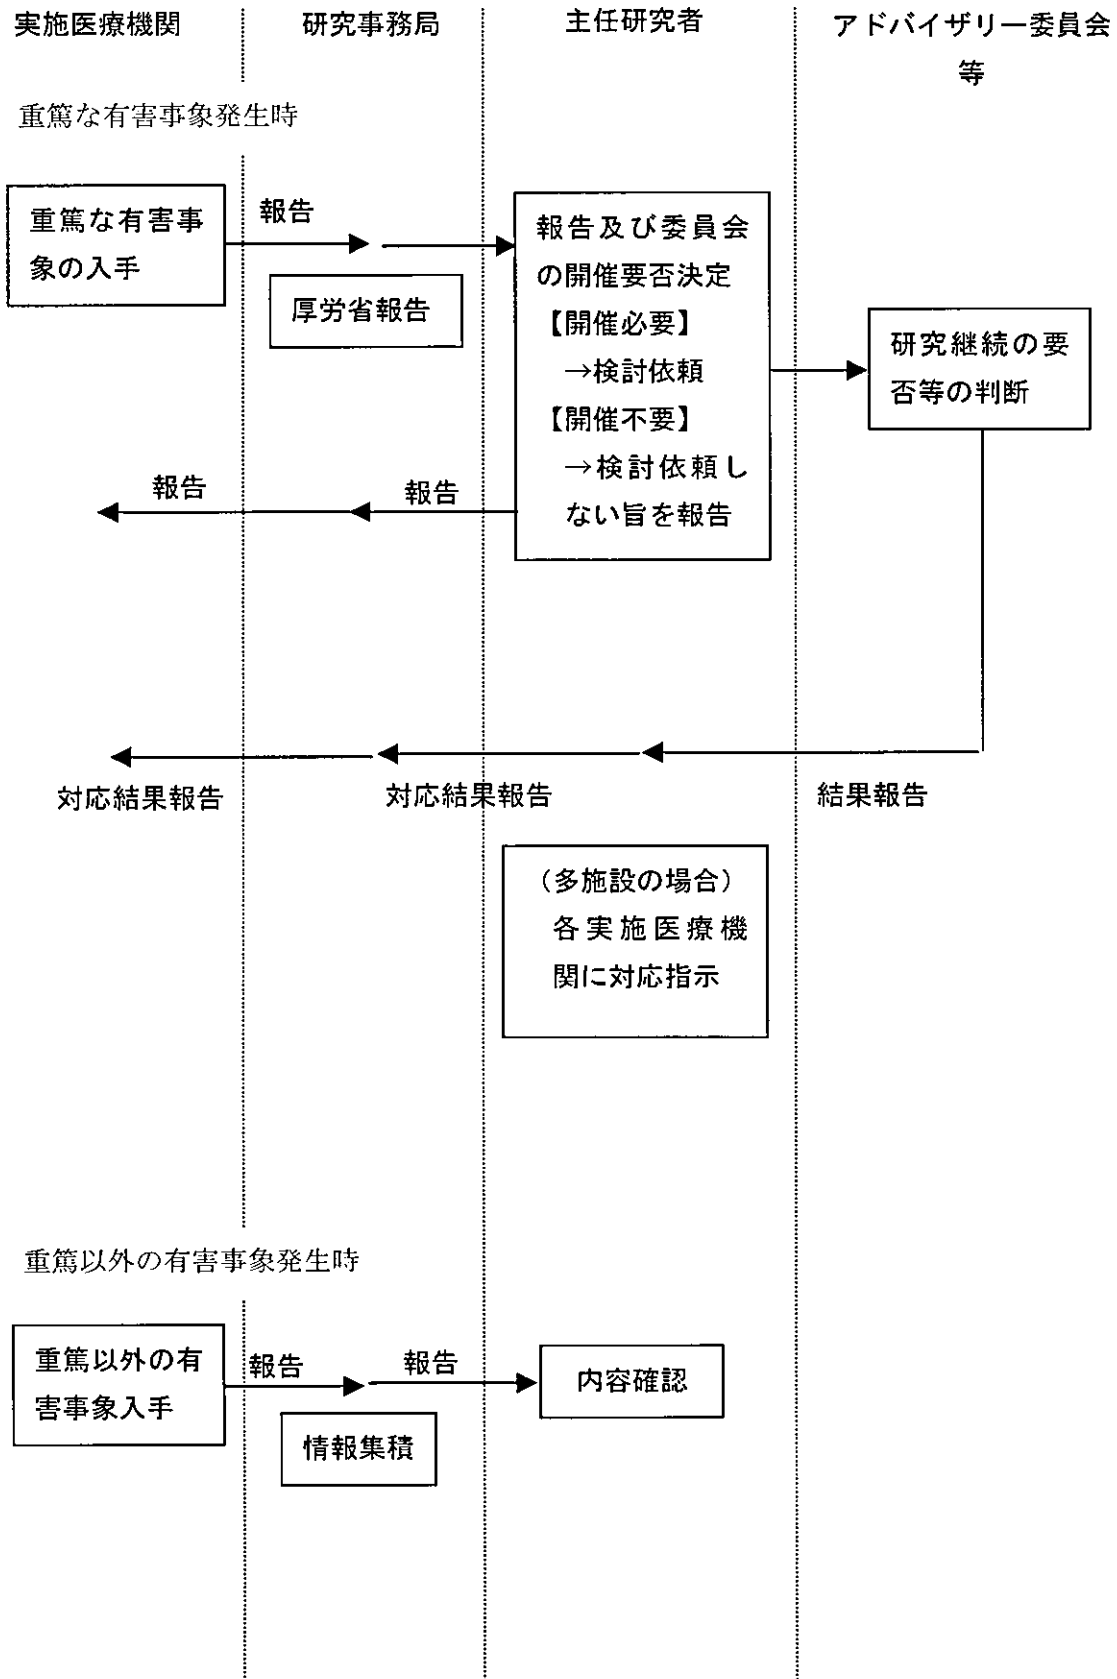 実施医療機関
研究事務局
主任研究者
アドバイザリー委員会
等
重篤な有害事象発生時
重篤な有害事
象の入手
報告
厚労省報告
報告及び委員会
の開催要否決定
【開催必要】
→検討依頼
【開催不要】
→検討依頼し
ない旨を報告
研究継続の要
否等の判断
報告
報告
対応結果報告
対応結果報告
結果報告
（多施設の場合）
各実施医療機
関に対応指示
重篤以外の有害事象発生時
重篤以外の有
害事象入手
報告
報告
内容確認
情報集積